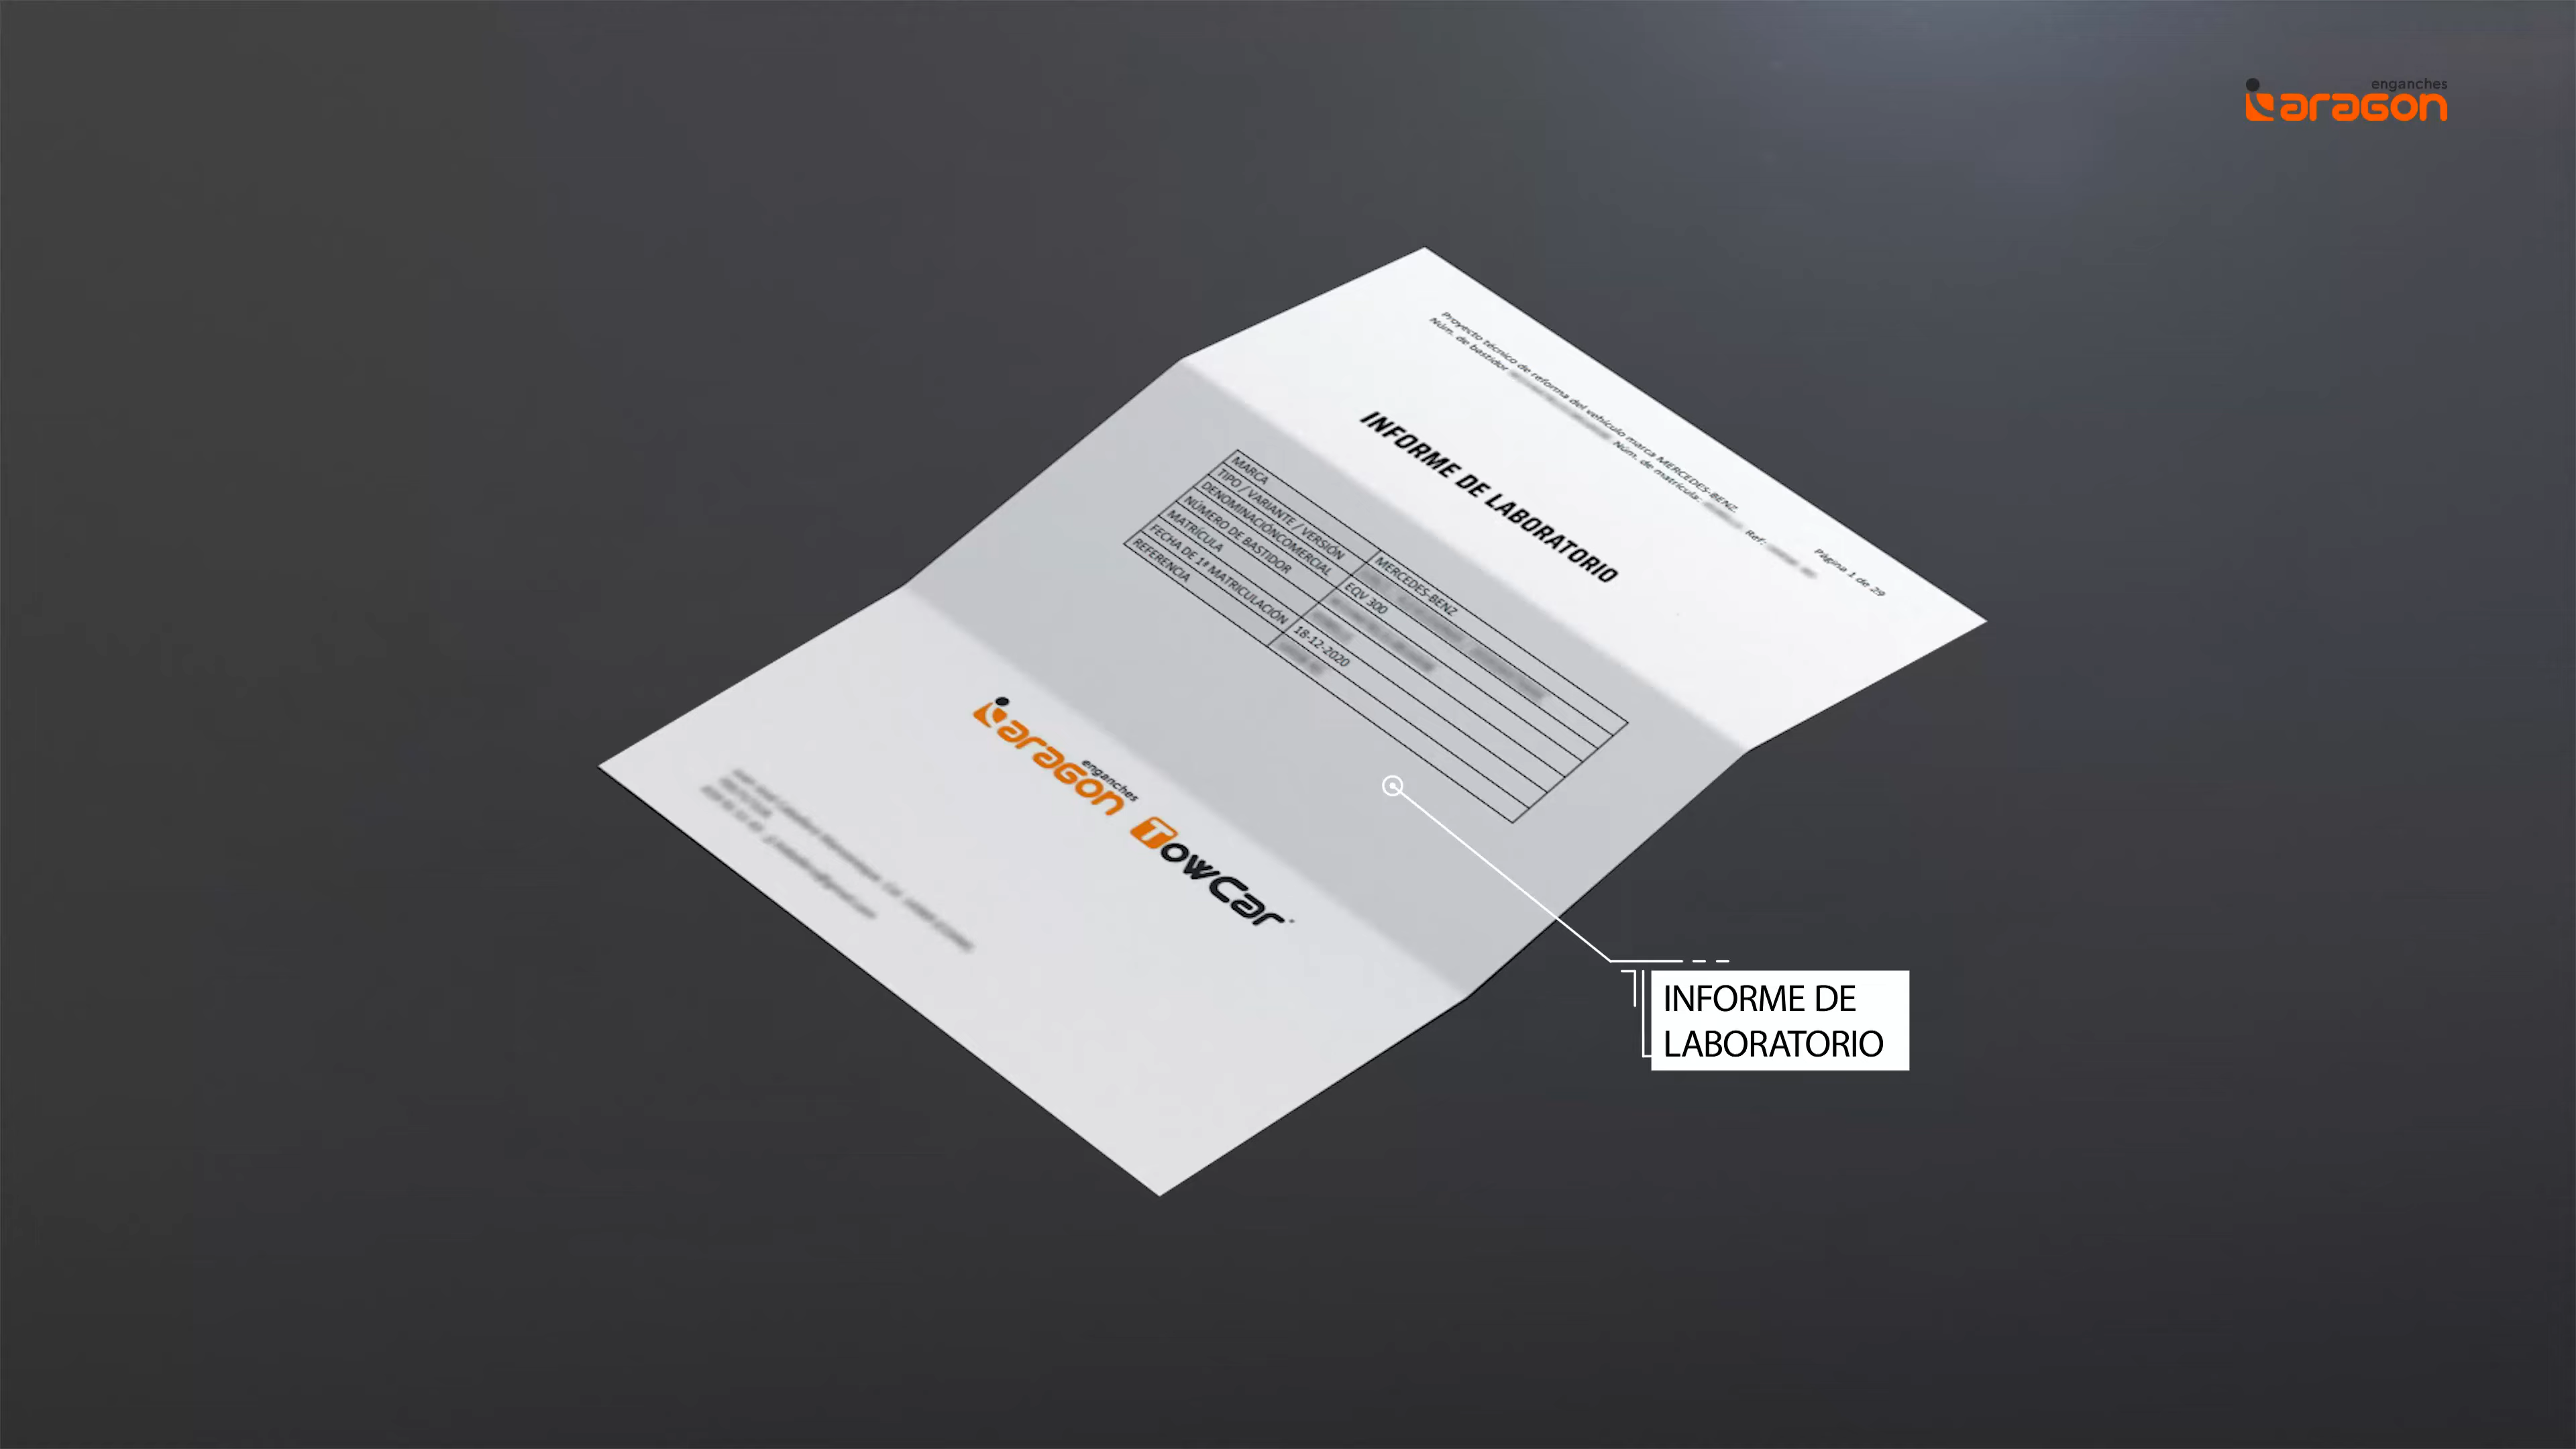 enganches
aragon
Proyecto técnico de reforma del vehículo marca MERCEDES-BENZ.
Núm. de bastidor Núm. de matrícula: Ref:
Página 1 de 29
INFORME DE LABORATORIO
MARCA MERCEDES-BENZ
TIPO / VARIANTE / VERSIÓN
DENOMINACIÓNCOMERCIAL EQV 300
NÚMERO DE BASTIDOR
MATRÍCULA
FECHA DE 1ª MATRICULACIÓN 18-12-2020
REFERENCIA
enganches
aragon TowCar
INFORME DE
LABORATORIO